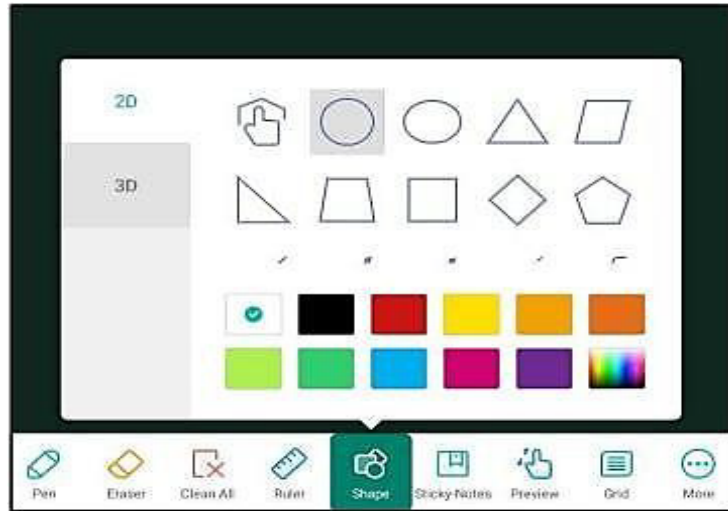 2D
3D
Pen
Eraser
Clean All
Ruler
Shape
Sticky-Notes
Preview
Grid
More